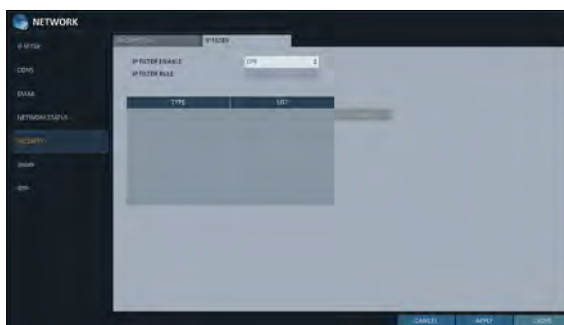 NETWORK
IP SETUP
DDNS
EMAIL
NETWORK STATUS
SECURITY
SNMP
IP FILTER
IP FILTER ENABLE
OFF
IP FILTER RULE
TYPE
LIST
CANCEL
APPLY
CLOSE